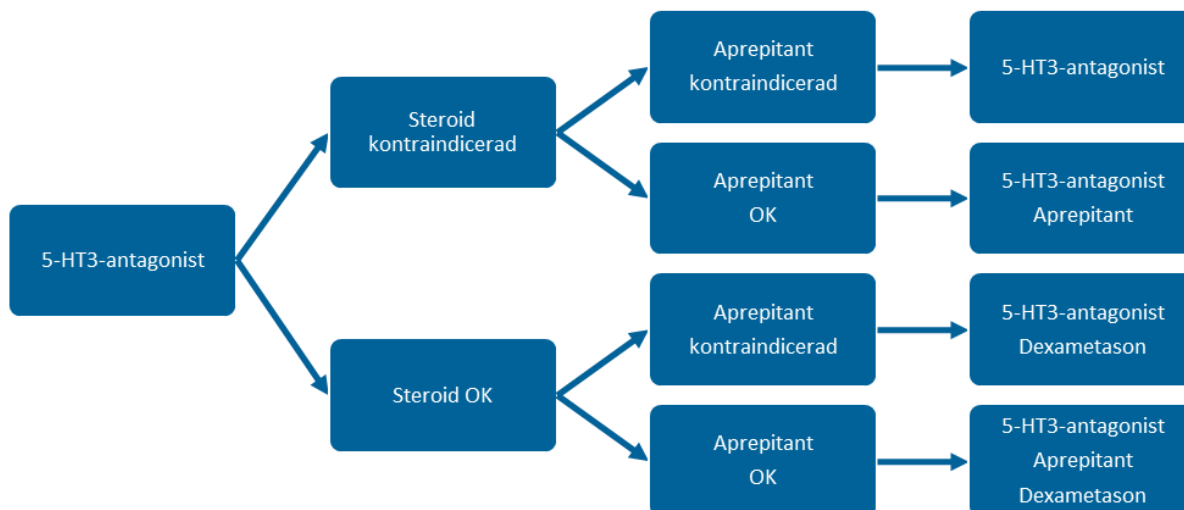 5-HT3-antagonist
Steroid
kontraindicerad
Steroid OK
Aprepitant
kontraindicerad
Aprepitant
OK
Aprepitant
kontraindicerad
Aprepitant
OK
5-HT3-antagonist
5-HT3-antagonist
Aprepitant
5-HT3-antagonist
Dexametason
5-HT3-antagonist
Aprepitant
Dexametason